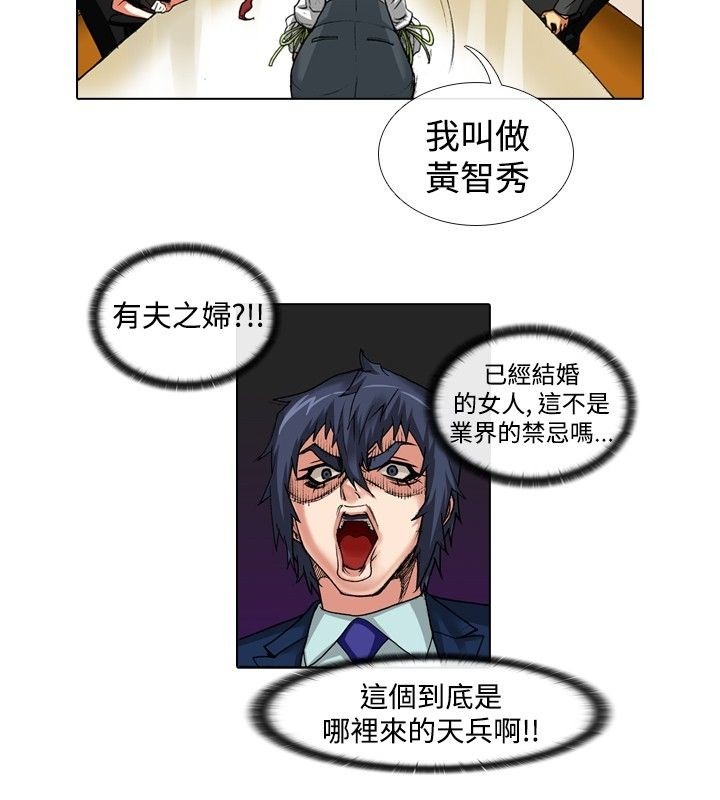 我叫做
黃智秀
有夫之婦?!!
已經結婚
的女人, 這不是
業界的禁忌嗎...
這個到底是
哪裡來的天兵啊!!